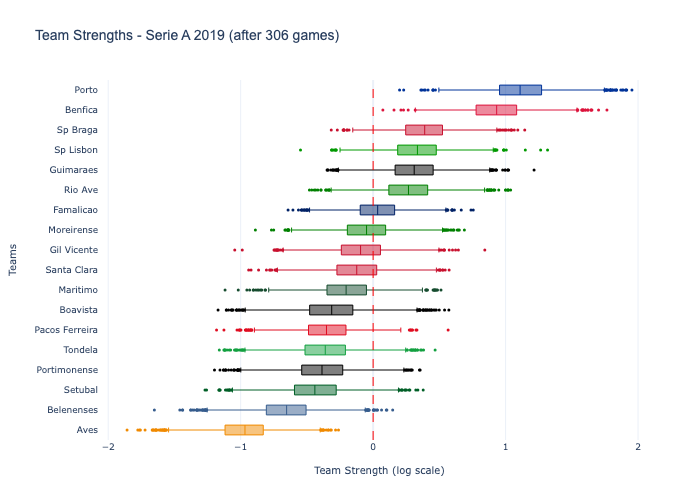 Team Strengths - Serie A 2019 (after 306 games)
Porto
Benfica
Sp Braga
Sp Lisbon
Guimaraes
Rio Ave
Famalicao
Moreirense
Gil Vicente
Santa Clara
Maritimo
Boavista
Pacos Ferreira
Tondela
Portimonense
Setubal
Belenenses
Aves
Teams
−2
−1
0
1
2
Team Strength (log scale)